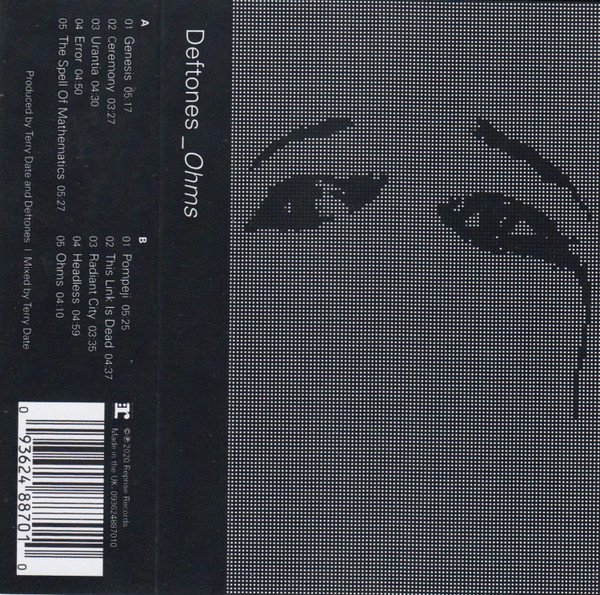 Deftones _Ohms
A
01 Genesis 05:17
02 Ceremony 03:27
03 Urantia 04:30
04 Error 04:50
05 The Spell Of Mathematics 05:27
B
01 Pompeji 05:25
02 This Link Is Dead 04:37
03 Radiant City 03:35
04 Headless 04:59
05 Ohms 04:10
Produced by Terry Date and Deftones | Mixed by Terry Date
r
©℗2020 Reprise Records
Made in the UK. 093624887010
0 93624 88701 0